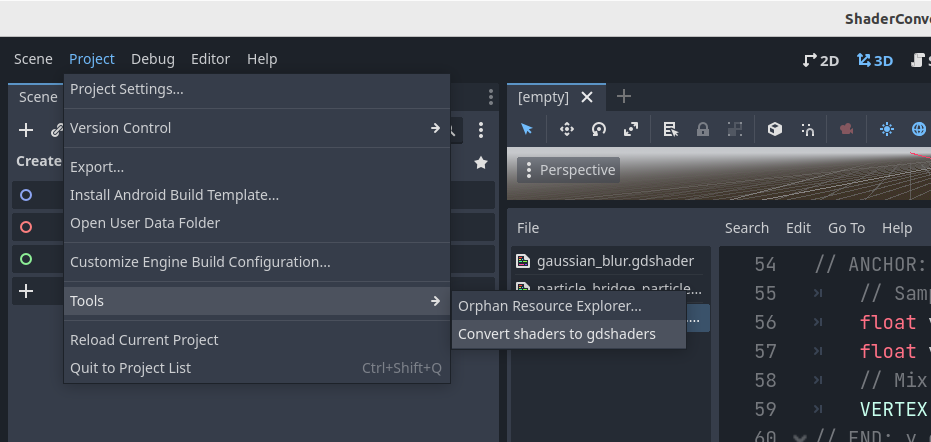 ShaderConv
Scene Project Debug Editor Help
2D 3D S
Scene
[empty]
Project Settings...
Version Control
Create
Perspective
Export...
Install Android Build Template...
Open User Data Folder
File
Search Edit Go To Help
Customize Engine Build Configuration...
gaussian_blur.gdshader
54 // ANCHOR:
particle_bridge_particle...
55 // Sam
Tools
Orphan Resource Explorer...
56 float
...
Convert shaders to gdshaders
57 float
Reload Current Project
58 // Mix
Quit to Project List Ctrl+Shift+Q
59 VERTEX
60 // END: